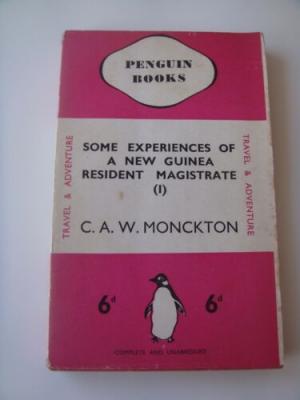 PENGUIN
BOOKS
SOME EXPERIENCES OF
A NEW GUINEA
RESIDENT MAGISTRATE
(I)
C. A. W. MONCKTON
TRAVEL & ADVENTURE
TRAVEL & ADVENTURE
6d 6d
COMPLETE AND UNABRIDGED